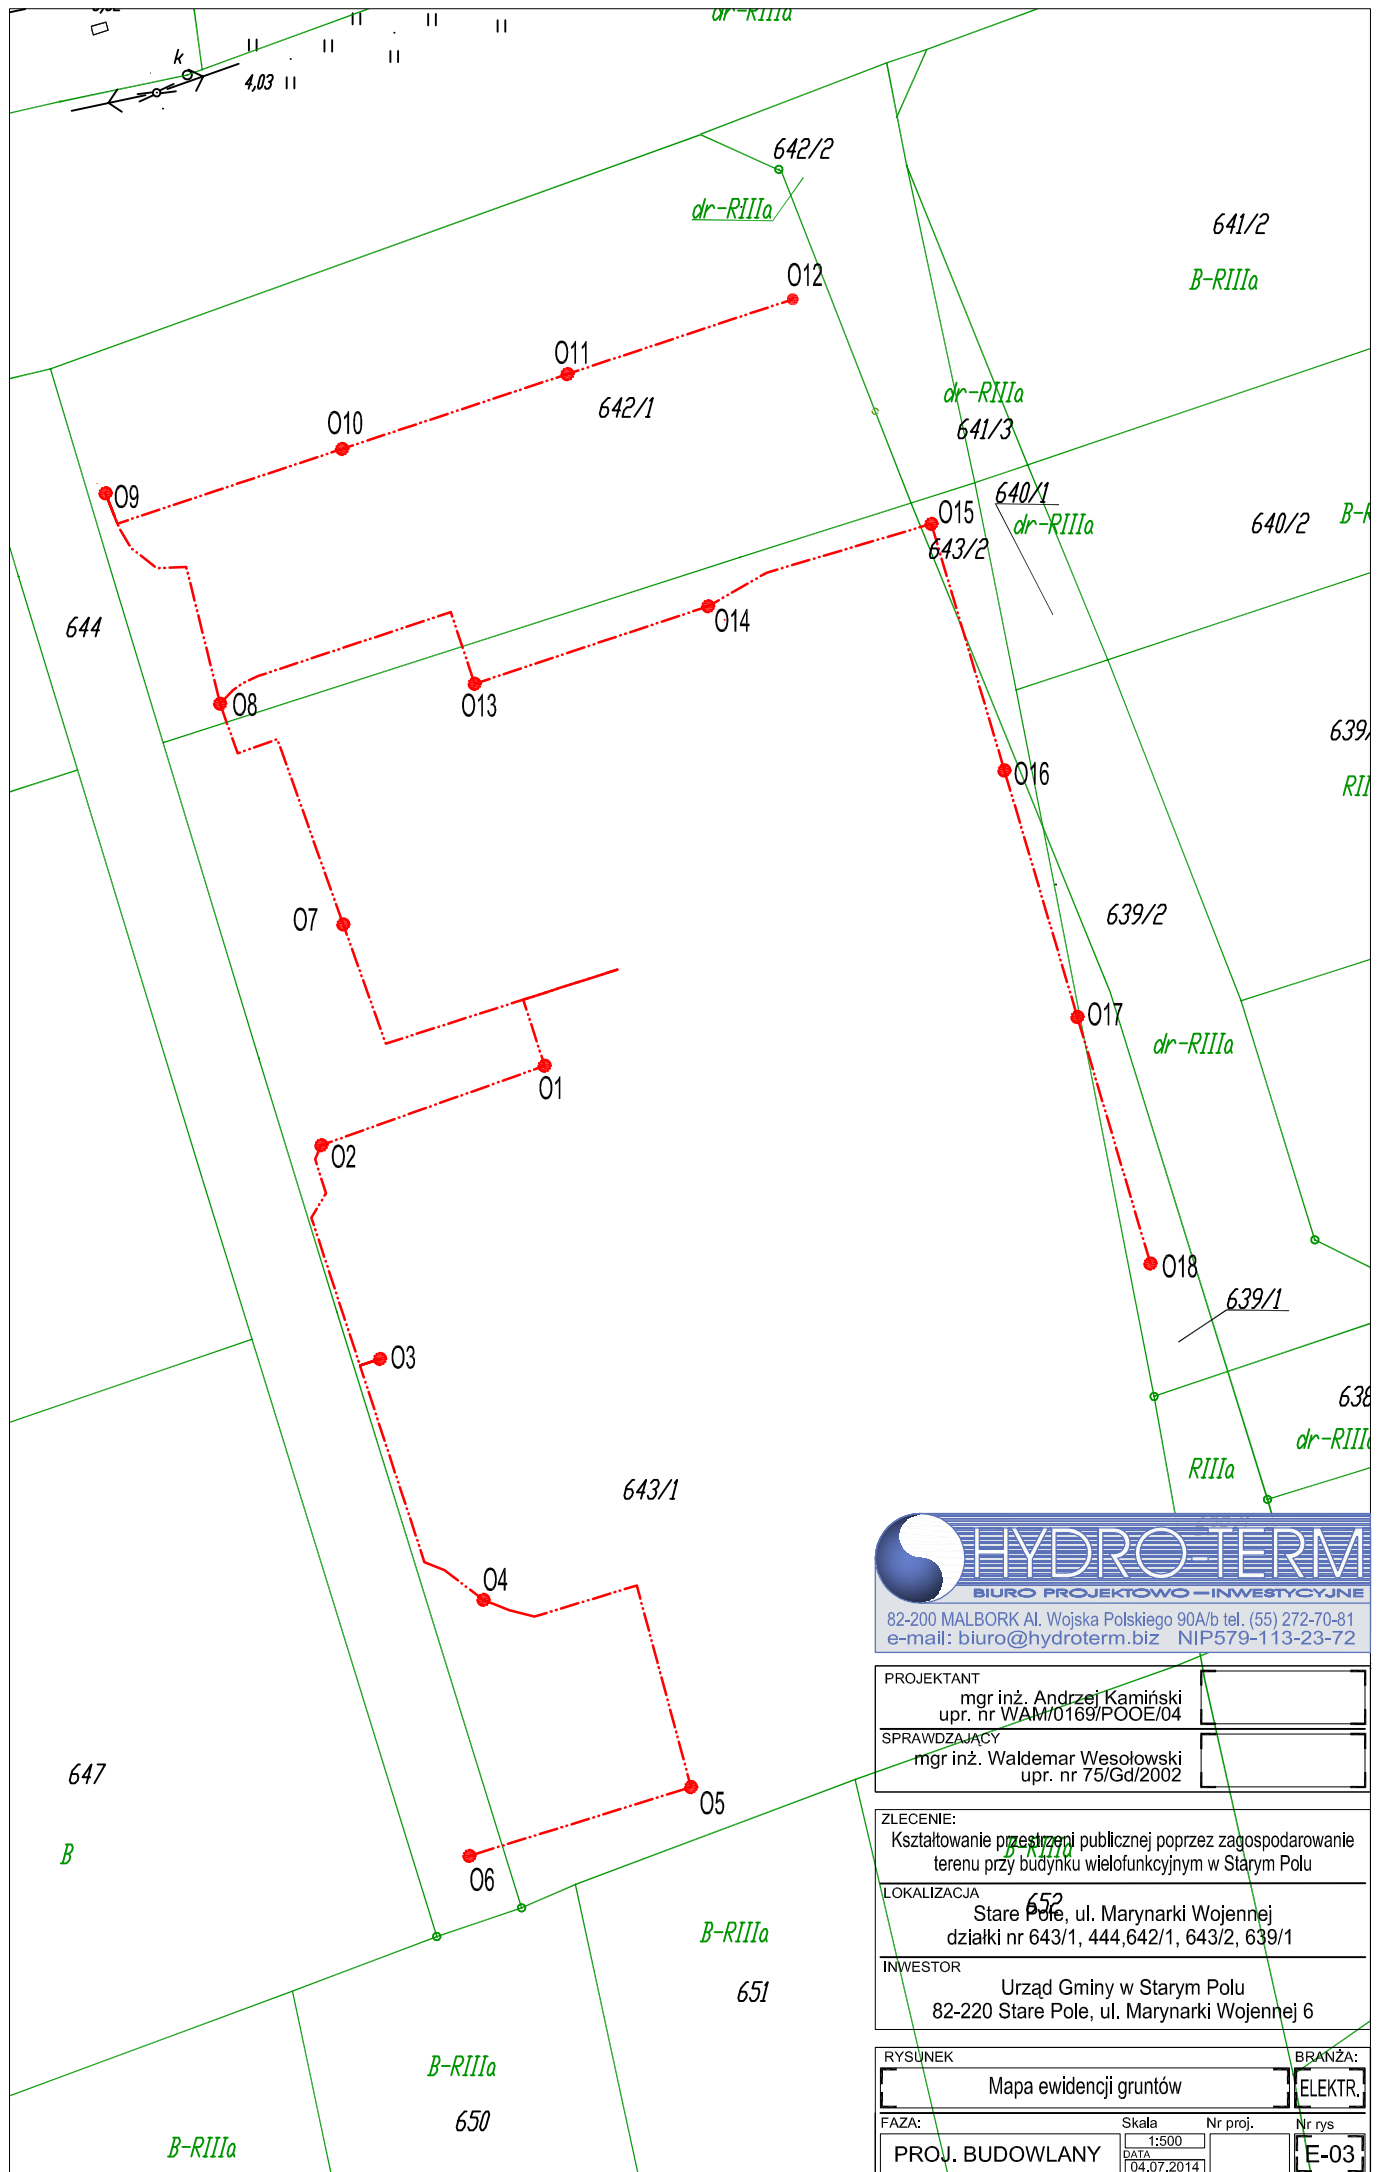 dr-RIIIa
k
4,03
642/2
dr-RIIIa
641/2
B-RIIIa
O12
O11
642/1
dr-RIIIa
641/3
O10
O9
640/1
dr-RIIIa
640/2
O15
643/2
644
O14
O8
O13
639/
O16
O7
639/2
O17
dr-RIIIa
O1
O2
O18
639/1
O3
638
dr-RIIIa
RIIIa
643/1
O4
HYDRO-TERM
BIURO PROJEKTOWO-INWESTYCYJNE
82-200 MALBORK Al. Wojska Polskiego 90A/b tel. (55) 272-70-81
e-mail: biuro@hydroterm.biz NIP579-113-23-72
PROJEKTANT
mgr inż. Andrzej Kamiński
upr. nr WAM/0169/POOE/04
SPRAWDZAJĄCY
mgr inż. Waldemar Wesołowski
upr. nr 75/Gd/2002
647
O5
B
O6
ZLECENIE:
Kształtowanie przestrzeni publicznej poprzez zagospodarowanie
B-RIIIa
terenu przy budynku wielofunkcyjnym w Starym Polu
LOKALIZACJA
652
Stare Pole, ul. Marynarki Wojennej
działki nr 643/1, 444,642/1, 643/2, 639/1
B-RIIIa
651
INWESTOR
Urząd Gminy w Starym Polu
82-220 Stare Pole, ul. Marynarki Wojennej 6
B-RIIIa
650
B-RIIIa
RYSUNEK
BRANŻA:
Mapa ewidencji gruntów
ELEKTR.
FAZA:
Skala
Nr proj.
Nr rys
PROJ. BUDOWLANY
1:500
DATA
04.07.2014
E-03